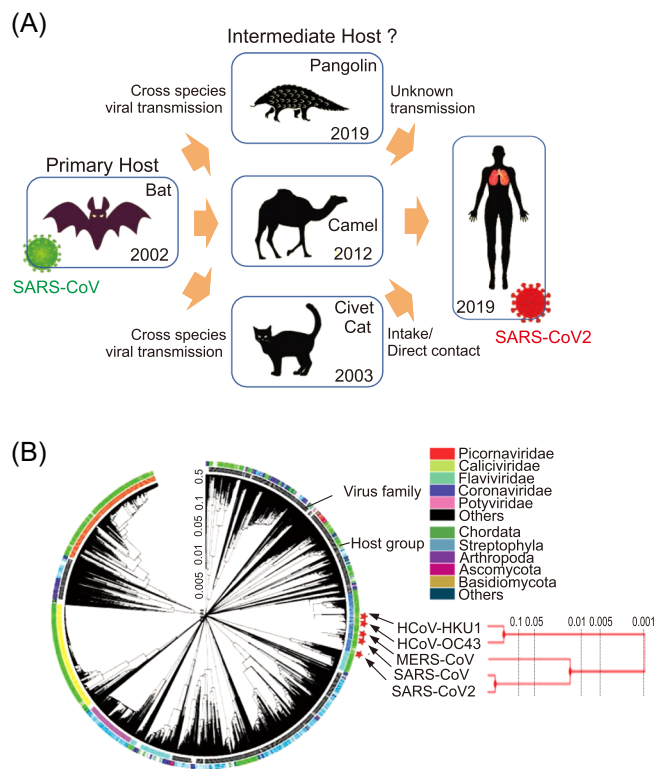 (A)
Intermediate Host ?
Pangolin
2019
Cross species
viral transmission
Unknown
transmission
Primary Host
Bat
2002
SARS-CoV
Camel
2012
2019
SARS-CoV2
Civet
Cat
2003
Cross species
viral transmission
Intake/
Direct contact
(B)
0.5
0.1
0.05
0.01
0.005
Virus family
Host group
Picornaviridae
Caliciviridae
Flaviviridae
Coronaviridae
Potyviridae
Others
Chordata
Streptophyla
Arthropoda
Ascomycota
Basidiomycota
Others
HCoV-HKU1
HCoV-OC43
MERS-CoV
SARS-CoV
SARS-CoV2
0.1 0.05 0.01 0.005 0.001